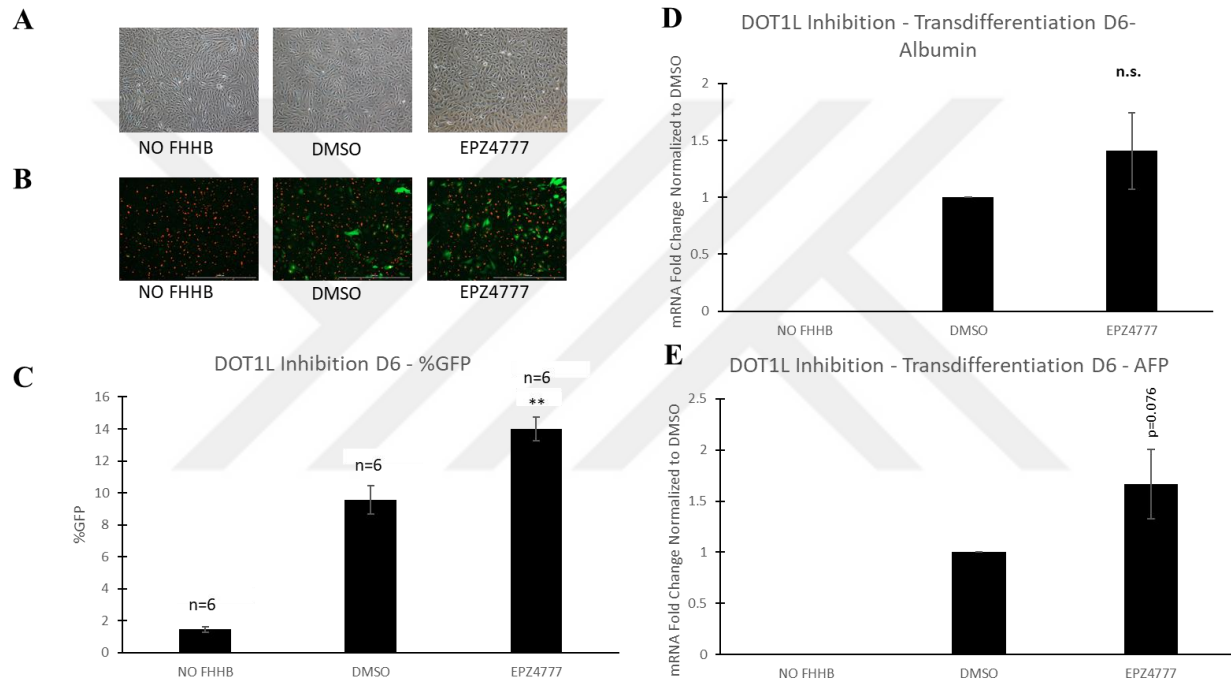 A
NO FHHB
DMSO
EPZ4777
B
NO FHHB
DMSO
EPZ4777
C
DOT1L Inhibition D6 - %GFP
%GFP
16
14
12
10
8
6
4
2
0
n=6
n=6
n=6
**
NO FHHB
DMSO
EPZ4777
D
DOT1L Inhibition - Transdifferentiation D6-
Albumin
mRNA Fold Change Normalized to DMSO
2
1.5
1
0.5
0
n.s.
NO FHHB
DMSO
EPZ4777
E
DOT1L Inhibition - Transdifferentiation D6 - AFP
mRNA Fold Change Normalized to DMSO
2.5
2
1.5
1
0.5
0
p=0.076
NO FHHB
DMSO
EPZ4777